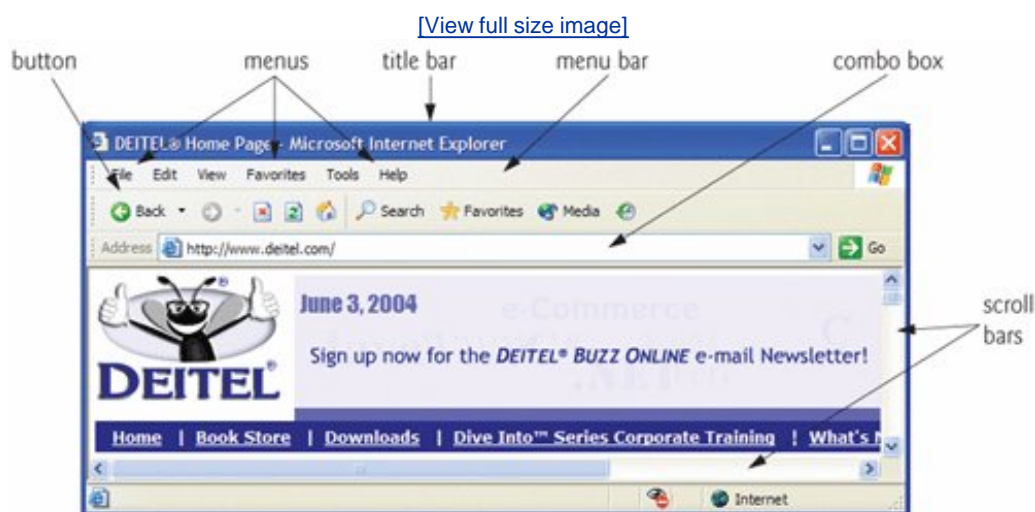 [View full size image]
button menus title bar menu bar combo box
DEITEL® Home Page - Microsoft Internet Explorer
File Edit View Favorites Tools Help
Back Search Favorites Media
Address http://www.deitel.com/ Go
June 3, 2004
e-Commerce
scroll
bars
Sign up now for the DEITEL® BUZZ ONLINE e-mail Newsletter!
.NET
DEITEL®
Home | Book Store | Downloads | Dive Into™ Series Corporate Training | What's
Internet